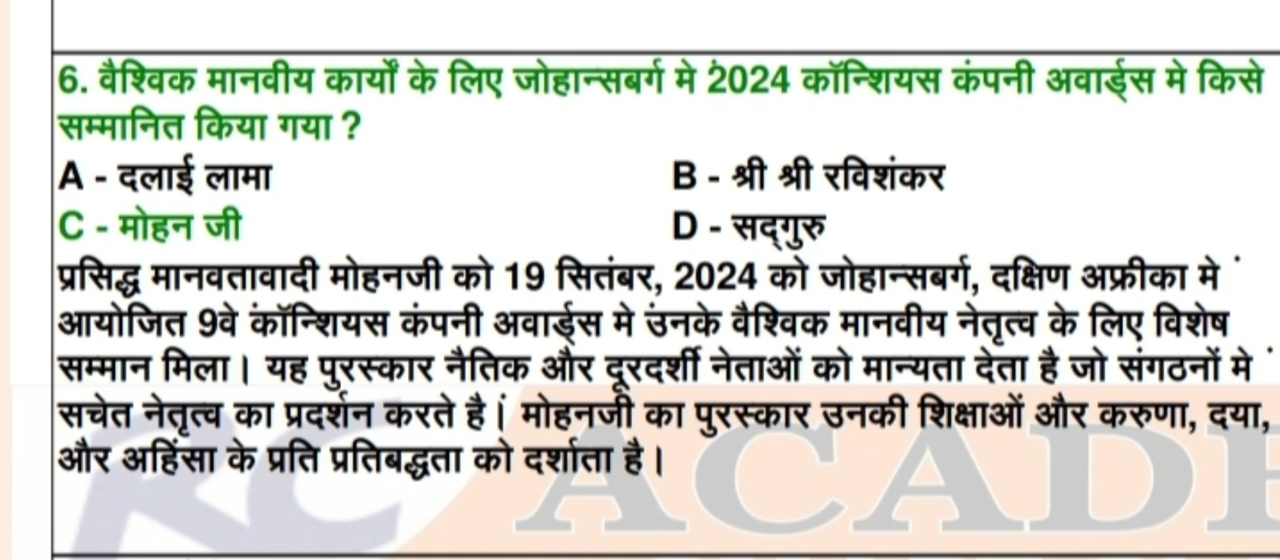 6. वैश्विक मानवीय कार्यों के लिए जोहान्सबर्ग मे 2024 कॉन्शियस कंपनी अवार्ड्स मे किसे
सम्मानित किया गया ?
A - दलाई लामा B - श्री श्री रविशंकर
C - मोहन जी D - सद्गुरु
प्रसिद्ध मानवतावादी मोहनजी को 19 सितंबर, 2024 को जोहान्सबर्ग, दक्षिण अफ्रीका में
आयोजित 9वें कॉन्शियस कंपनी अवार्ड्स में उनके वैश्विक मानवीय नेतृत्व के लिए विशेष
सम्मान मिला। यह पुरस्कार नैतिक और दूरदर्शी नेताओं को मान्यता देता है जो संगठनों में
सचेत नेतृत्व का प्रदर्शन करते हैं। मोहनजी का पुरस्कार उनकी शिक्षाओं और करुणा, दया,
और अहिंसा के प्रति प्रतिबद्धता को दर्शाता है।
RC ACADE